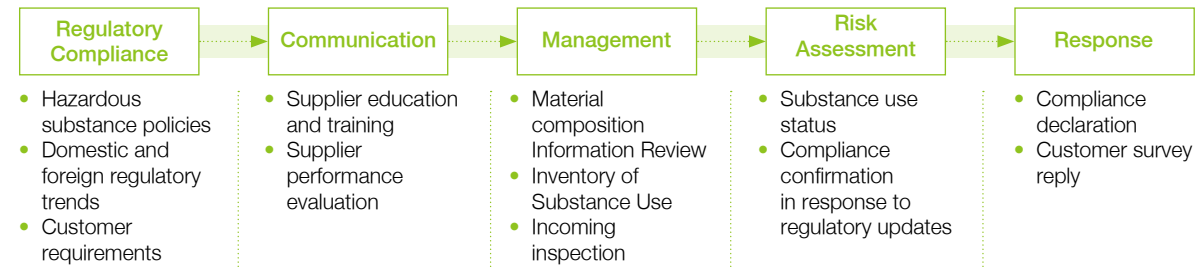 Regulatory
Compliance
Communication
Management
Risk
Assessment
Response
• Hazardous
substance policies
• Domestic and
foreign regulatory
trends
• Customer
requirements
• Supplier education
and training
• Supplier
performance
evaluation
• Material
composition
Information Review
• Inventory of
Substance Use
• Incoming
inspection
• Substance use
status
• Compliance
confirmation
in response to
regulatory updates
• Compliance
declaration
• Customer survey
reply